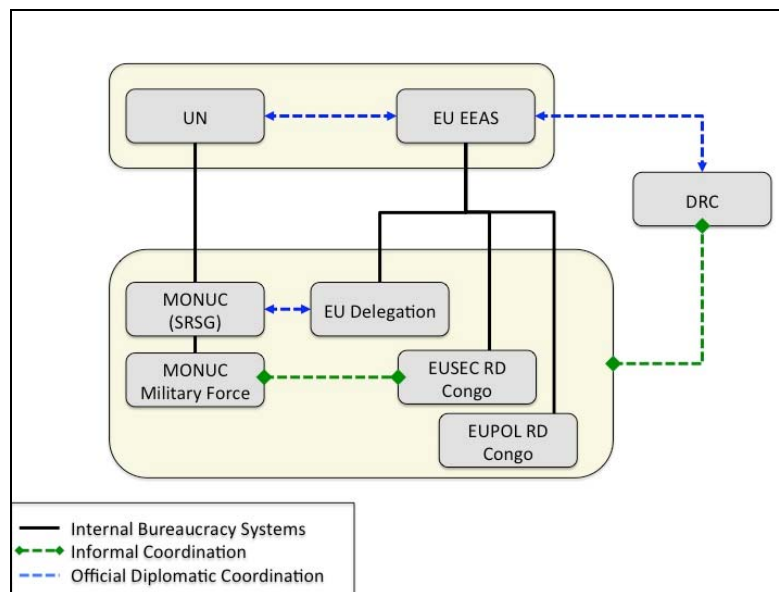 UN
EU EEAS
DRC
MONUC
(SRSG)
EU Delegation
MONUC
Military Force
EUSEC RD
Congo
EUPOL RD
Congo
Internal Bureaucracy Systems
Informal Coordination
Official Diplomatic Coordination